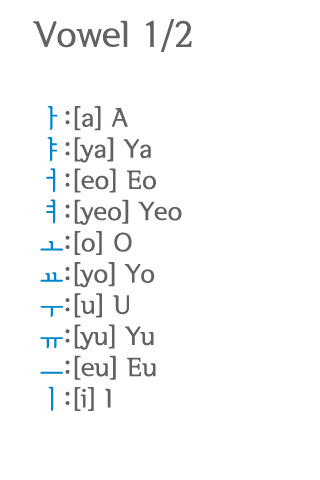 Vowel 1/2
ㅏ:[a] A
ㅑ:[ya] Ya
ㅓ:[eo] Eo
ㅕ:[yeo] Yeo
ㅗ:[o] O
ㅛ:[yo] Yo
ㅜ:[u] U
ㅠ:[yu] Yu
ㅡ:[eu] Eu
ㅣ:[i] I